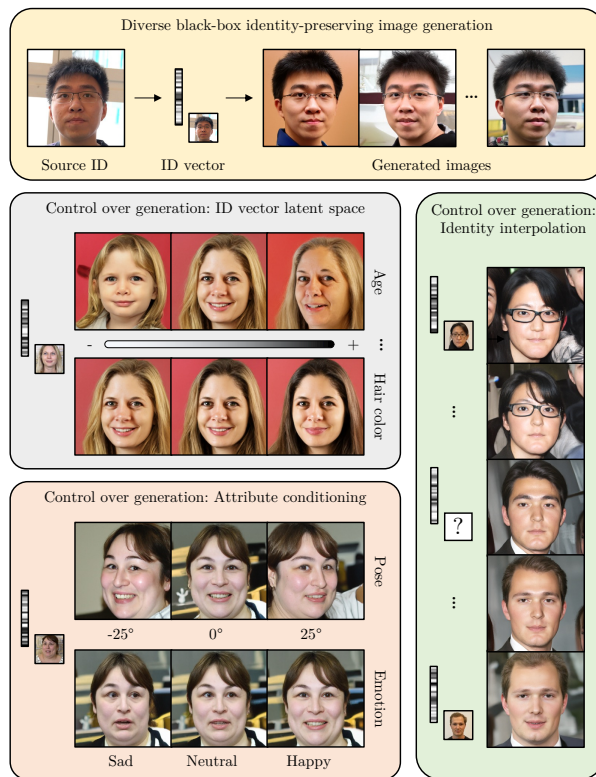 Diverse black-box identity-preserving image generation
...
Source ID
ID vector
Generated images
Control over generation: ID vector latent space
Age
- +
...
Hair color
Control over generation: Attribute conditioning
Pose
-25° 0° 25°
Emotion
Sad Neutral Happy
Control over generation:
Identity interpolation
...
?
...